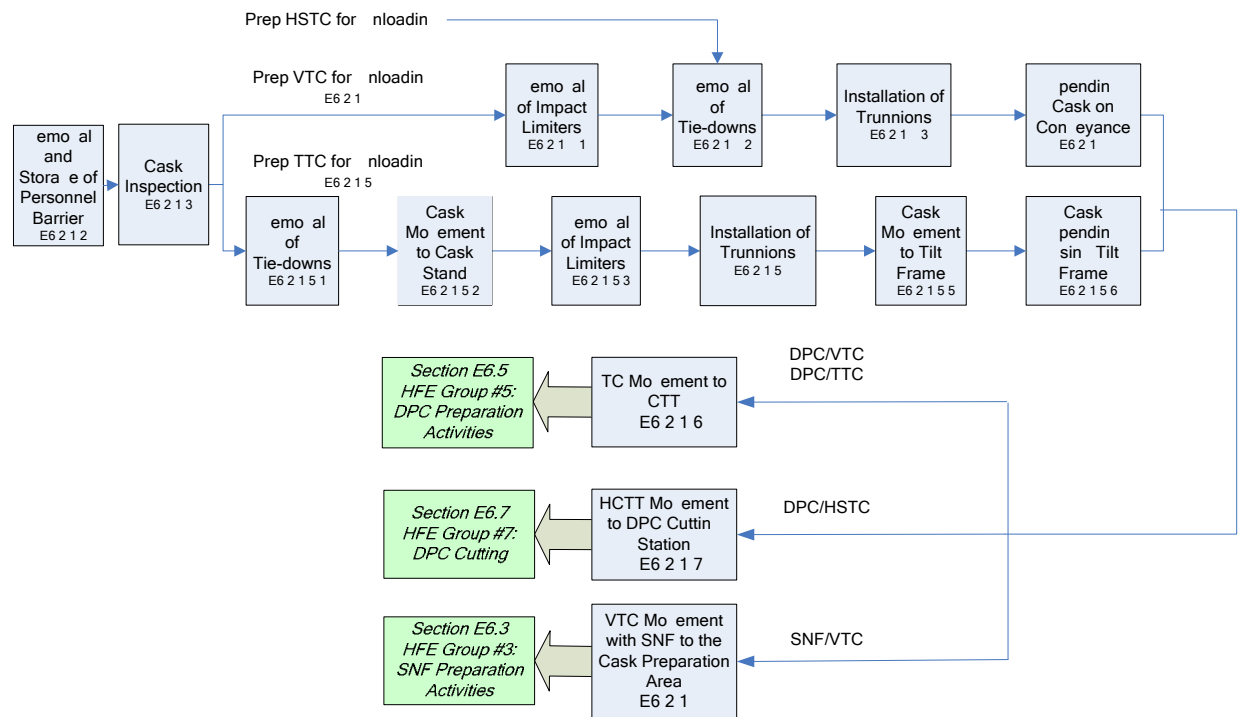 Prep HSTC for nloadin
Prep VTC for nloadin
E6 2 1
emo al
of Impact
Limiters
E6 2 1 1
emo al
of
Tie-downs
E6 2 1 2
Installation of
Trunnions
E6 2 1 3
pendin
Cask on
Con eyance
E6 2 1
emo al
and
Stora e of
Personnel
Barrier
E6 2 1 2
Cask
Inspection
E6 2 1 3
Prep TTC for nloadin
E6 2 1 5
emo al
of
Tie-downs
E6 2 1 5 1
Cask
Mo ement
to Cask
Stand
E6 2 1 5 2
emo al
of Impact
Limiters
E6 2 1 5 3
Installation of
Trunnions
E6 2 1 5
Cask
Mo ement
to Tilt
Frame
E6 2 1 5 5
Cask
pendin
sin Tilt
Frame
E6 2 1 5 6
Section E6.5
HFE Group #5:
DPC Preparation
Activities
TC Mo ement to
CTT
E6 2 1 6
DPC/VTC
DPC/TTC
Section E6.7
HFE Group #7:
DPC Cutting
HCTT Mo ement
to DPC Cuttin
Station
E6 2 1 7
DPC/HSTC
Section E6.3
HFE Group #3:
SNF Preparation
Activities
VTC Mo ement
with SNF to the
Cask Preparation
Area
E6 2 1
SNF/VTC